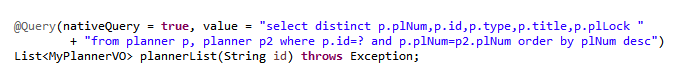 @Query(nativeQuery = true, value = "select distinct p.plNum,p.id,p.type,p.title,p.plLock "
+ "from planner p, planner p2 where p.id=? and p.plNum=p2.plNum order by plNum desc")
List<MyPlannerVO> plannerList(String id) throws Exception;